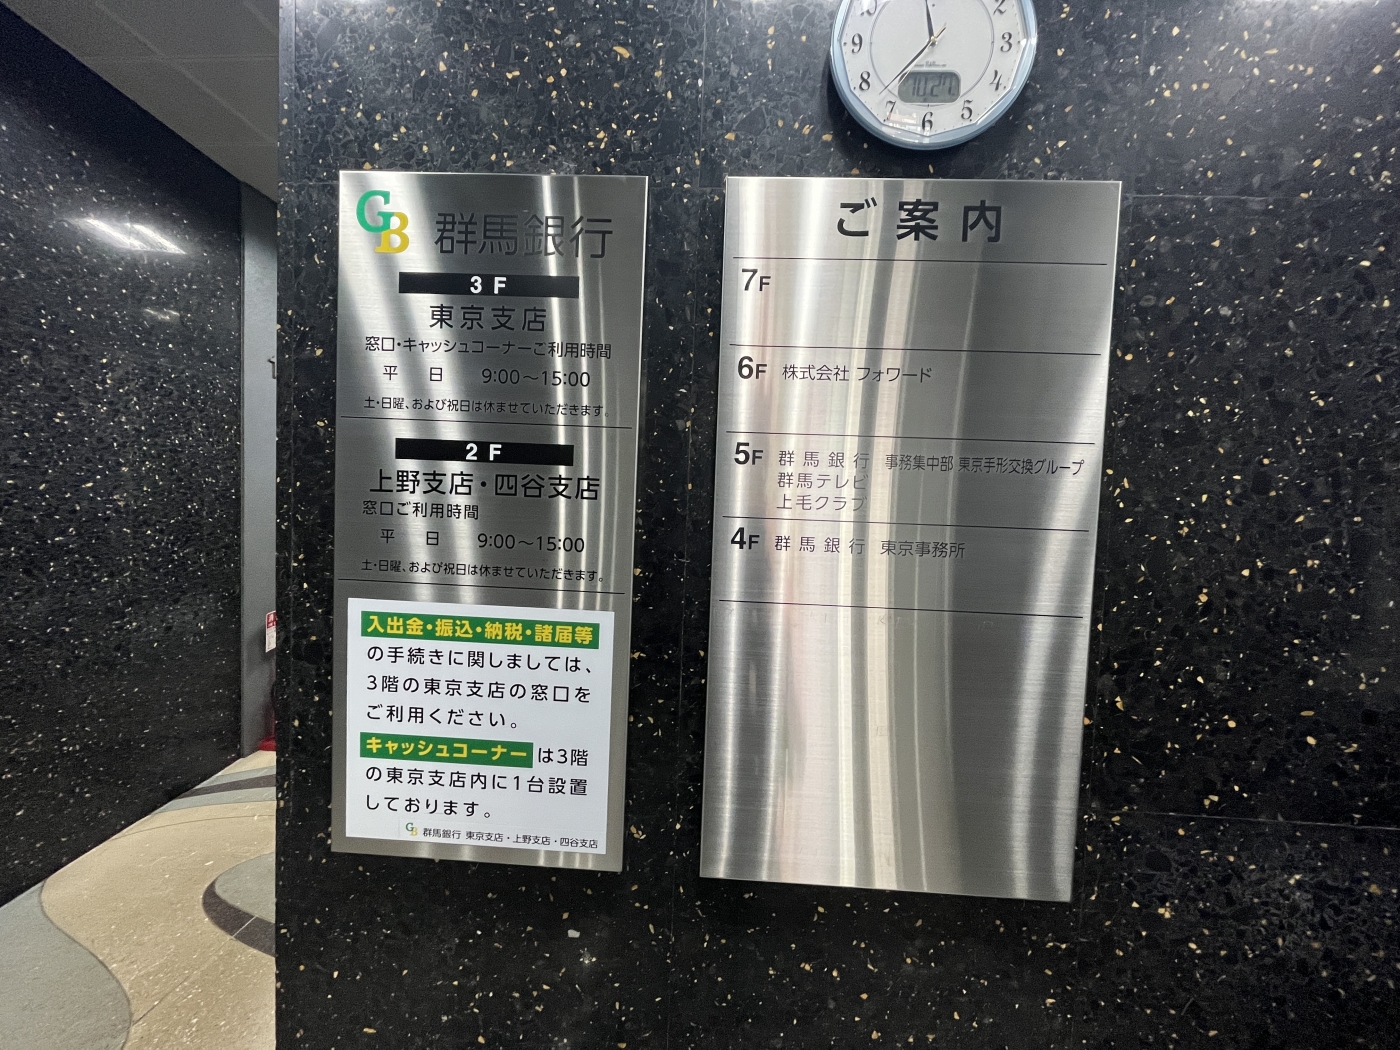 9
8
7
6
5
4
3
2
GB 群馬銀行
3F
東京支店
窓口・キャッシュコーナーご利用時間
平 日 9:00～15:00
土・日曜、および祝日は休ませていただきます。
2F
上野支店・四谷支店
窓口ご利用時間
平 日 9:00～15:00
土・日曜、および祝日は休ませていただきます。
入出金・振込・納税・諸届等
の手続きに関しましては、
3階の東京支店の窓口を
ご利用ください。
キャッシュコーナーは3階
の東京支店内に1台設置
しております。
GB 群馬銀行 東京支店・上野支店・四谷支店
ご案内
7F
6F 株式会社 フォワード
5F 群馬銀行 事務集中部 東京手形交換グループ
群馬テレビ
上毛クラブ
4F 群馬銀行 東京事務所